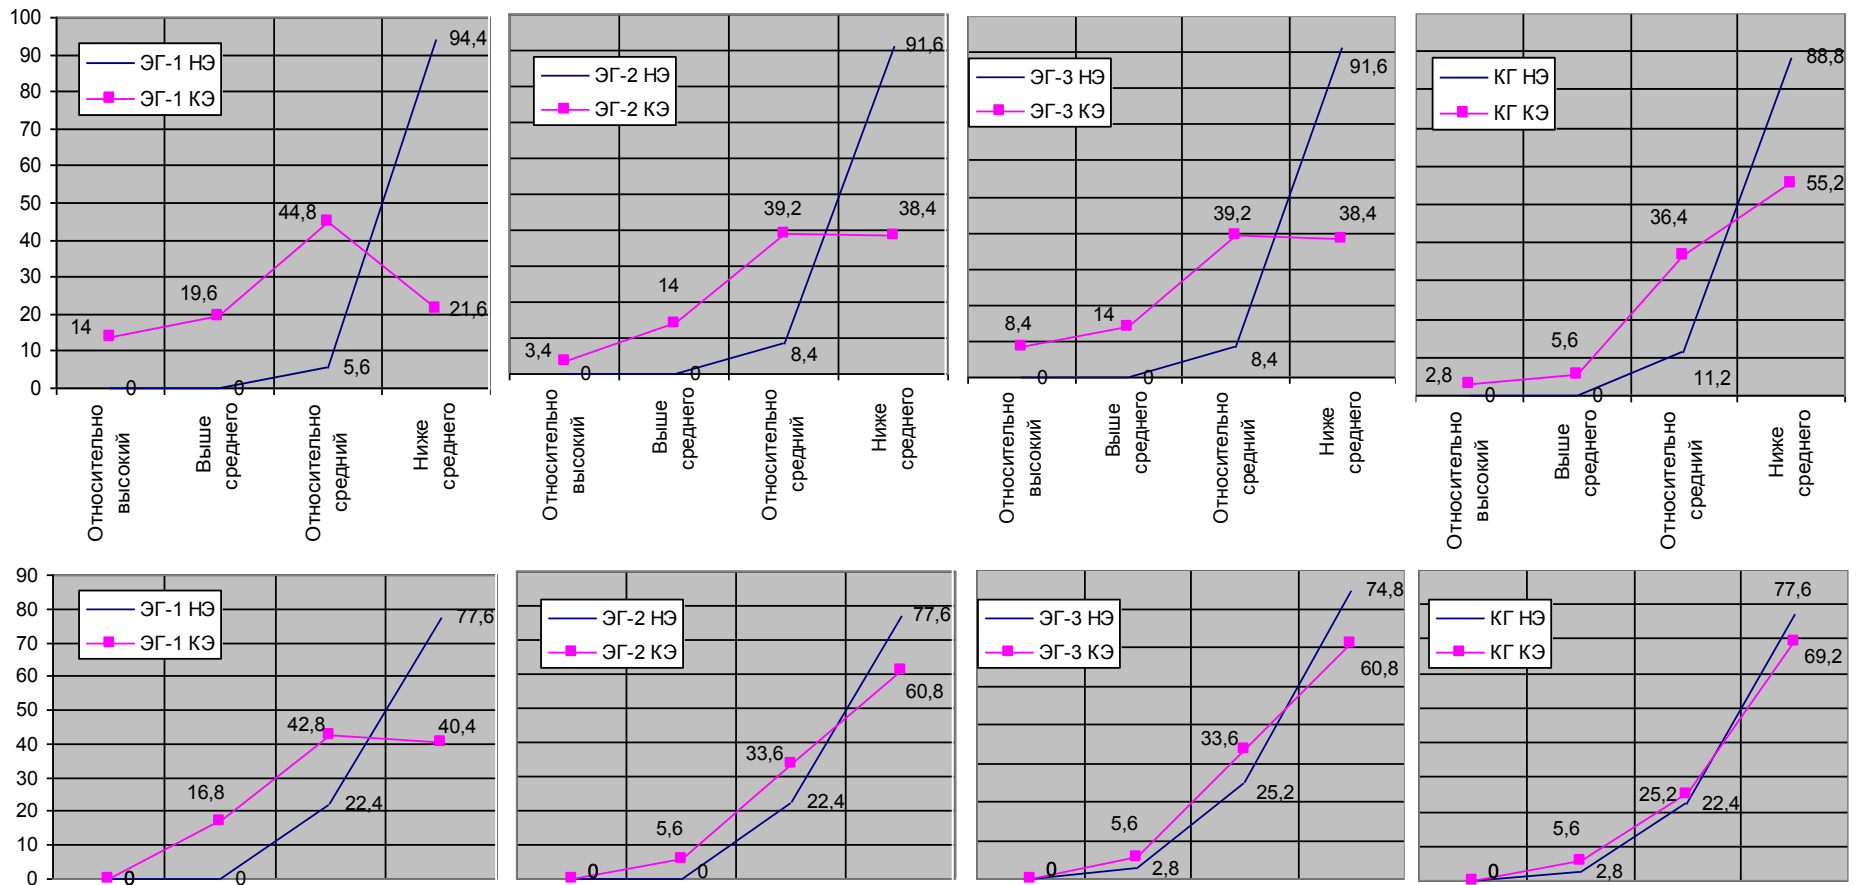 100
90
80
70
60
50
40
30
20
10
0
ЭГ-1 НЭ
ЭГ-1 КЭ
94,4
44,8
19,6
14
21,6
5,6
0
0
Относительно
высокий
Выше
среднего
Относительно
средний
Ниже
среднего
ЭГ-2 НЭ
ЭГ-2 КЭ
91,6
39,2
38,4
14
3,4
8,4
0
0
Относительно
высокий
Выше
среднего
Относительно
средний
Ниже
среднего
ЭГ-3 НЭ
ЭГ-3 КЭ
91,6
39,2
38,4
8,4
14
8,4
0
0
Относительно
высокий
Выше
среднего
Относительно
средний
Ниже
среднего
КГ НЭ
КГ КЭ
88,8
55,2
36,4
5,6
2,8
11,2
0
0
Относительно
высокий
Выше
среднего
Относительно
средний
Ниже
среднего
90
80
70
60
50
40
30
20
10
0
ЭГ-1 НЭ
ЭГ-1 КЭ
77,6
42,8
40,4
16,8
22,4
0
0
0
ЭГ-2 НЭ
ЭГ-2 КЭ
77,6
60,8
33,6
22,4
5,6
0
0
0
ЭГ-3 НЭ
ЭГ-3 КЭ
74,8
60,8
33,6
25,2
5,6
2,8
0
0
КГ НЭ
КГ КЭ
77,6
69,2
25,2
22,4
5,6
2,8
0
0